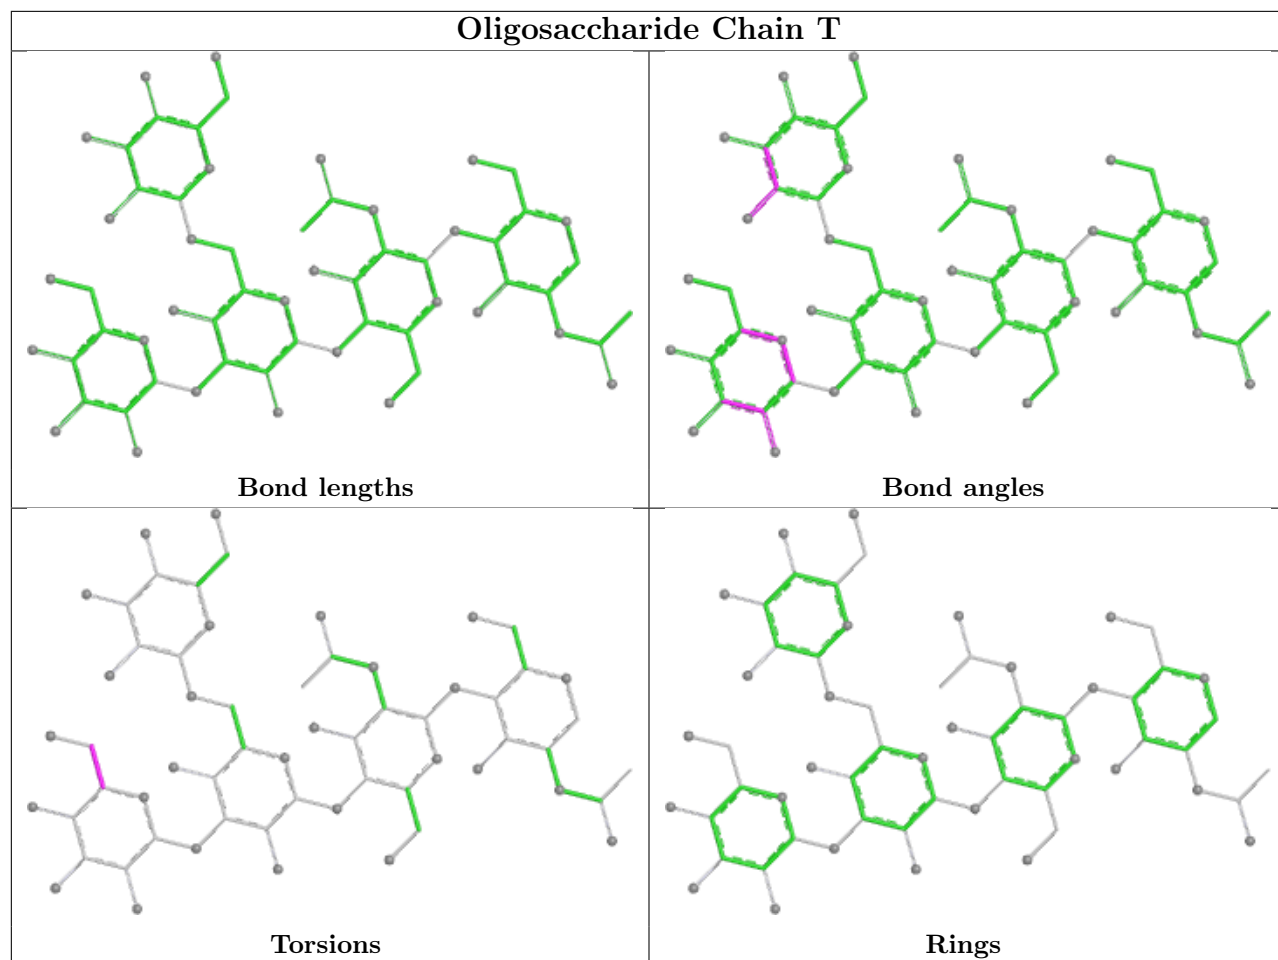 Oligosaccharide Chain T
Bond lengths
Bond angles
Torsions
Rings